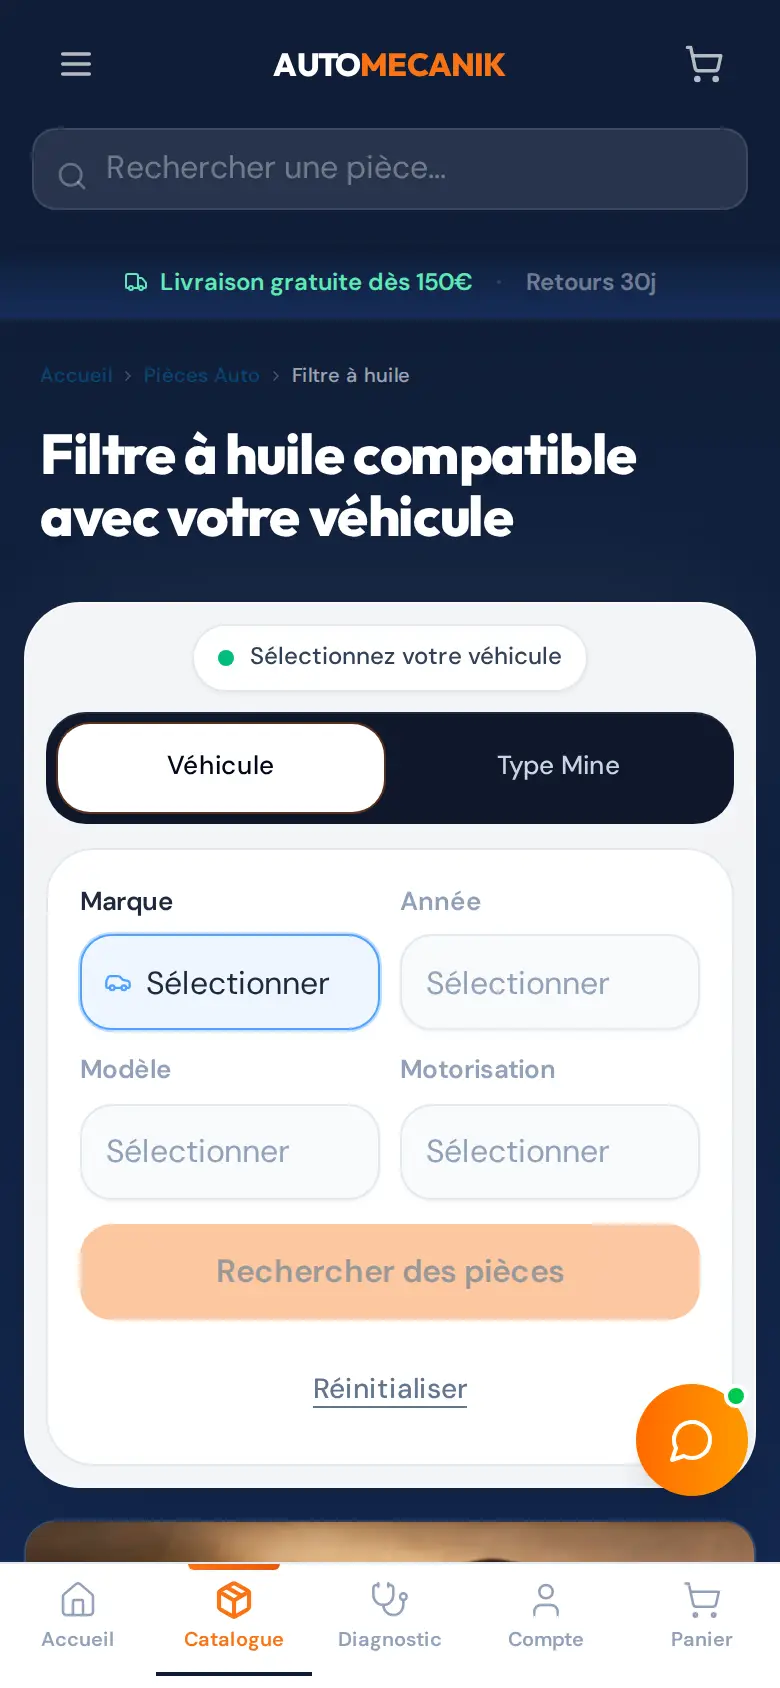 AUTOMECANIK
Rechercher une pièce...
Livraison gratuite dès 150€ · Retours 30j
Accueil › Pièces Auto › Filtre à huile
Filtre à huile compatible
avec votre véhicule
Sélectionnez votre véhicule
Véhicule Type Mine
Marque Année
Sélectionner Sélectionner
Modèle Motorisation
Sélectionner Sélectionner
Rechercher des pièces
Réinitialiser
Accueil Catalogue Diagnostic Compte Panier